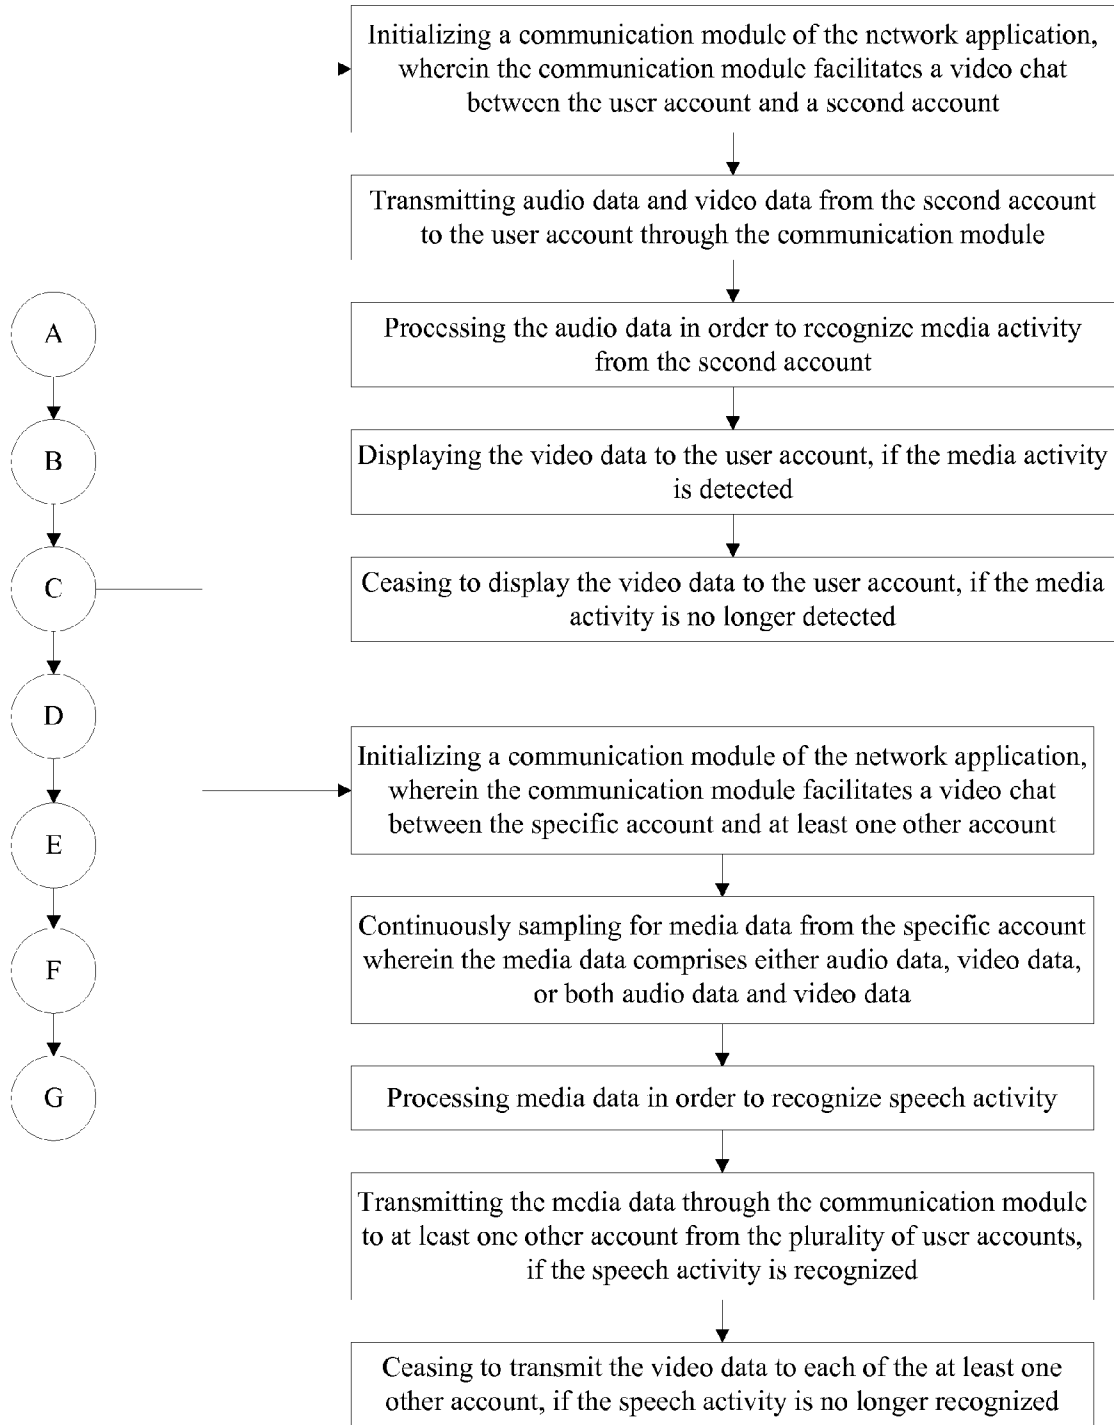 Initializing a communication module of the network application,
wherein the communication module facilitates a video chat
between the user account and a second account
Transmitting audio data and video data from the second account
to the user account through the communication module
Processing the audio data in order to recognize media activity
from the second account
Displaying the video data to the user account, if the media activity
is detected
Ceasing to display the video data to the user account, if the media
activity is no longer detected
A
B
C
D
E
F
G
Initializing a communication module of the network application,
wherein the communication module facilitates a video chat
between the specific account and at least one other account
Continuously sampling for media data from the specific account
wherein the media data comprises either audio data, video data,
or both audio data and video data
Processing media data in order to recognize speech activity
Transmitting the media data through the communication module
to at least one other account from the plurality of user accounts,
if the speech activity is recognized
Ceasing to transmit the video data to each of the at least one
other account, if the speech activity is no longer recognized